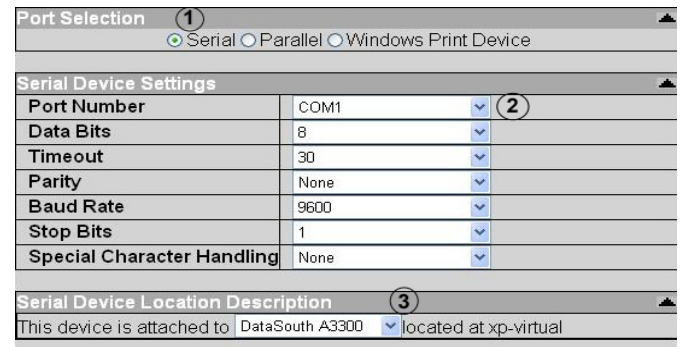 Port Selection 1
Serial Parallel Windows Print Device
Serial Device Settings
Port Number COM1 2
Data Bits 8
Timeout 30
Parity None
Baud Rate 9600
Stop Bits 1
Special Character Handling None
Serial Device Location Description 3
This device is attached to DataSouth A3300 located at xp-virtual